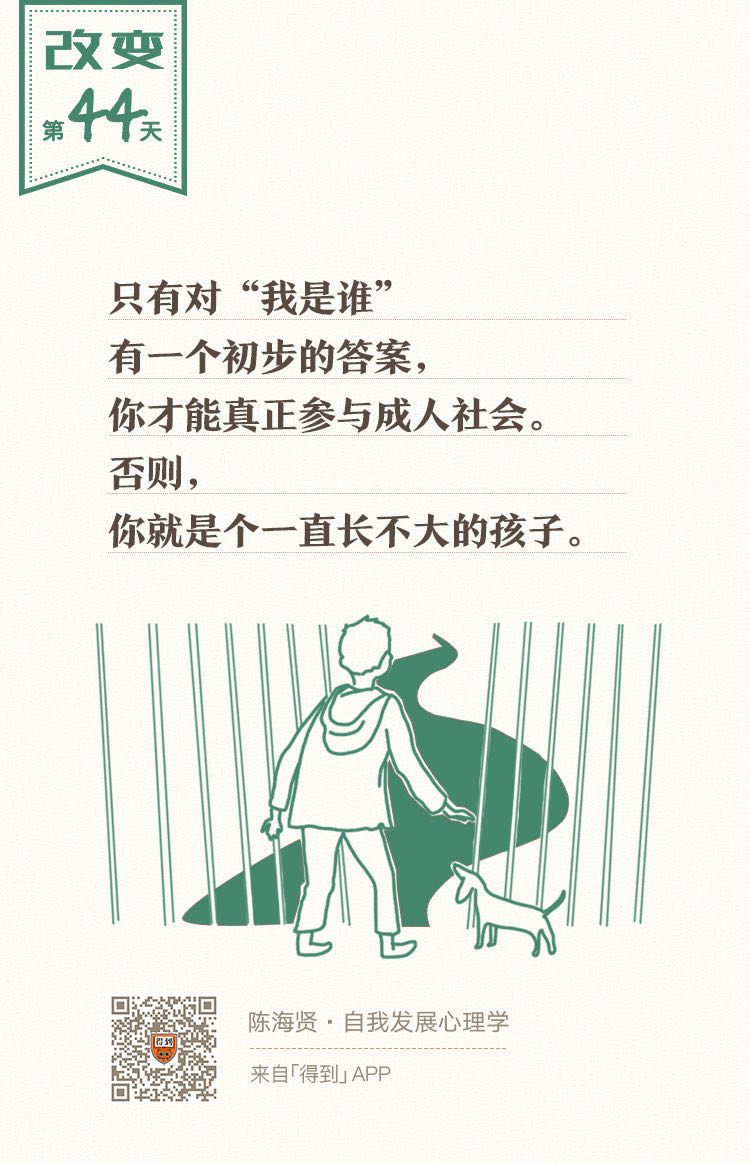 改变
第44天
只有对“我是谁”
有一个初步的答案，
你才能真正参与成人社会。
否则，
你就是个一直长不大的孩子。
得到
陈海贤·自我发展心理学
来自「得到」APP